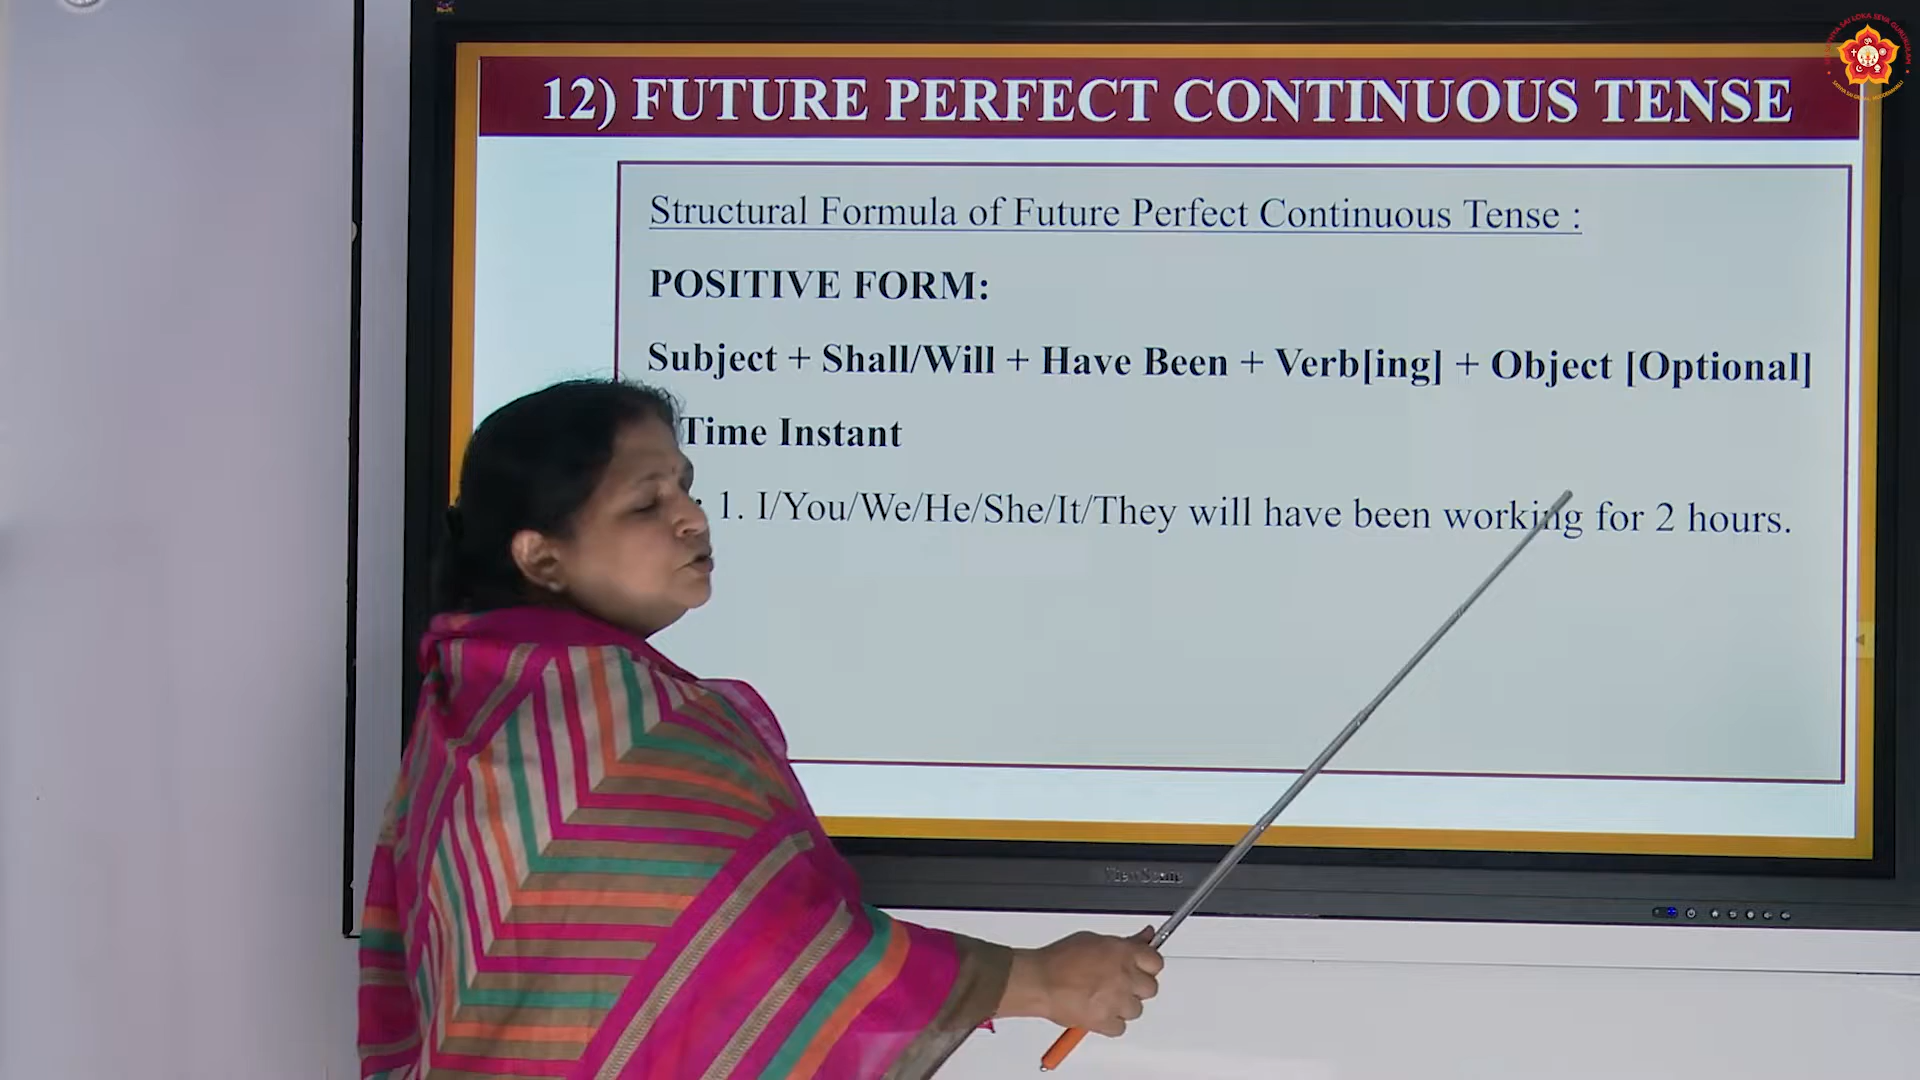 12) FUTURE PERFECT CONTINUOUS TENSE
Structural Formula of Future Perfect Continuous Tense :
POSITIVE FORM:
Subject + Shall/Will + Have Been + Verb[ing] + Object [Optional]
Time Instant
: 1. I/You/We/He/She/It/They will have been working for 2 hours.
ViewSonic